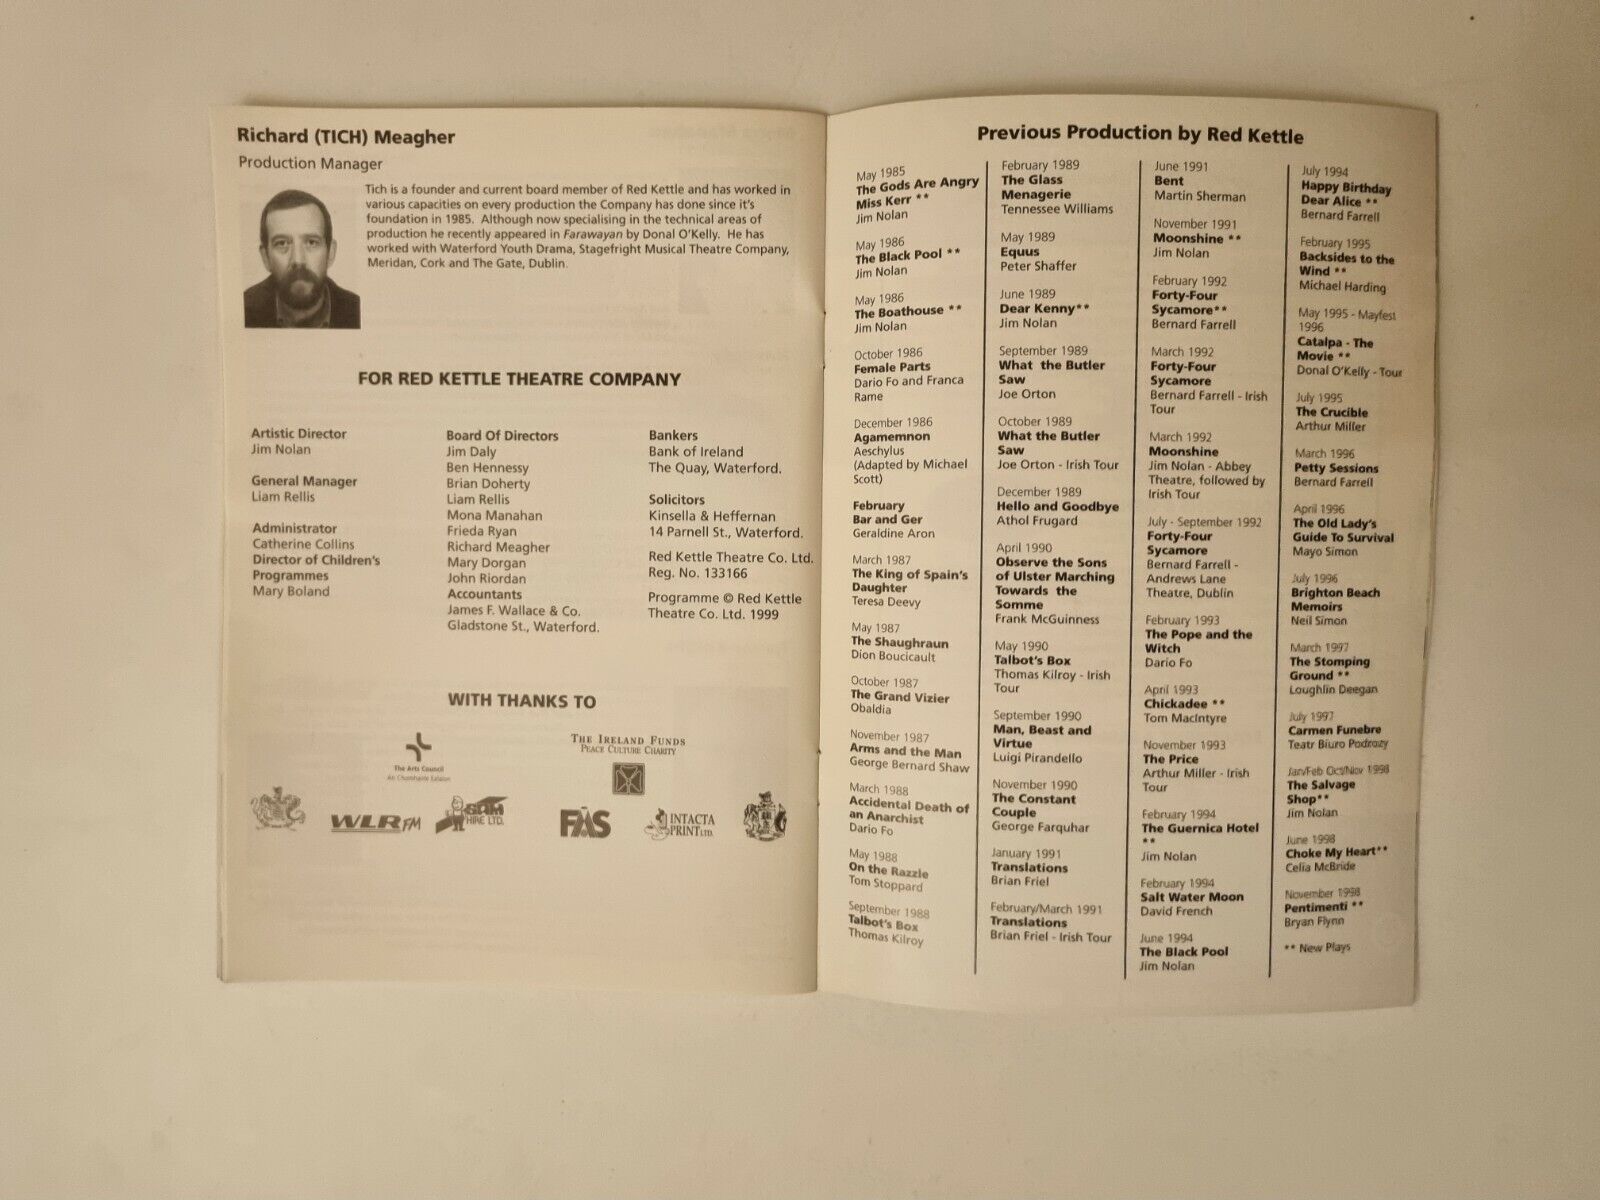 Richard (TICH) Meagher
Production Manager
Tich is a founder and current board member of Red Kettle and has worked in
various capacities on every production the Company has done since it's
foundation in 1985. Although now specialising in the technical areas of
production he recently appeared in Farawayan by Donal O'Kelly. He has
worked with Waterford Youth Drama, Stagefright Musical Theatre Company,
Meridan, Cork and The Gate, Dublin.
FOR RED KETTLE THEATRE COMPANY
Artistic Director
Jim Nolan
General Manager
Liam Rellis
Administrator
Catherine Collins
Director of Children's
Programmes
Mary Boland
Board Of Directors
Jim Daly
Ben Hennessy
Brian Doherty
Liam Rellis
Mona Manahan
Frieda Ryan
Richard Meagher
Mary Dorgan
John Riordan
Accountants
James F. Wallace & Co.
Gladstone St., Waterford.
Bankers
Bank of Ireland
The Quay, Waterford.
Solicitors
Kinsella & Heffernan
14 Parnell St., Waterford.
Red Kettle Theatre Co. Ltd.
Reg. No. 133166
Programme © Red Kettle
Theatre Co. Ltd. 1999
WITH THANKS TO
The Arts Council
An Chomhairle Ealaíon
THE IRELAND FUNDS
PEACE CULTURE CHARITY
WLR FM
HIRE LTD.
FÁS
INTACTA
PRINT LTD.
Previous Production by Red Kettle
May 1985
The Gods Are Angry
Miss Kerr **
Jim Nolan
May 1986
The Black Pool **
Jim Nolan
May 1986
The Boathouse **
Jim Nolan
October 1986
Female Parts
Dario Fo and Franca
Rame
December 1986
Agamemnon
Aeschylus
(Adapted by Michael
Scott)
February
Bar and Ger
Geraldine Aron
March 1987
The King of Spain's
Daughter
Teresa Deevy
May 1987
The Shaughraun
Dion Boucicault
October 1987
The Grand Vizier
Obaldia
November 1987
Arms and the Man
George Bernard Shaw
March 1988
Accidental Death of
an Anarchist
Dario Fo
May 1988
On the Razzle
Tom Stoppard
September 1988
Talbot's Box
Thomas Kilroy
February 1989
The Glass
Menagerie
Tennessee Williams
May 1989
Equus
Peter Shaffer
June 1989
Dear Kenny**
Jim Nolan
September 1989
What the Butler
Saw
Joe Orton
October 1989
What the Butler
Saw
Joe Orton - Irish Tour
December 1989
Hello and Goodbye
Athol Frugard
April 1990
Observe the Sons
of Ulster Marching
Towards the
Somme
Frank McGuinness
May 1990
Talbot's Box
Thomas Kilroy - Irish
Tour
September 1990
Man, Beast and
Virtue
Luigi Pirandello
November 1990
The Constant
Couple
George Farquhar
January 1991
Translations
Brian Friel
February/March 1991
Translations
Brian Friel - Irish Tour
June 1991
Bent
Martin Sherman
November 1991
Moonshine **
Jim Nolan
February 1992
Forty-Four
Sycamore**
Bernard Farrell
March 1992
Forty-Four
Sycamore
Bernard Farrell - Irish
Tour
March 1992
Moonshine
Jim Nolan - Abbey
Theatre, followed by
Irish Tour
July - September 1992
Forty-Four
Sycamore
Bernard Farrell -
Andrews Lane
Theatre, Dublin
February 1993
The Pope and the
Witch
Dario Fo
April 1993
Chickadee **
Tom MacIntyre
November 1993
The Price
Arthur Miller - Irish
Tour
February 1994
The Guernica Hotel
**
Jim Nolan
February 1994
Salt Water Moon
David French
June 1994
The Black Pool
Jim Nolan
July 1994
Happy Birthday
Dear Alice **
Bernard Farrell
February 1995
Backsides to the
Wind **
Michael Harding
May 1995 - Mayfest
1996
Catalpa - The
Movie **
Donal O'Kelly - Tour
July 1995
The Crucible
Arthur Miller
March 1996
Petty Sessions
Bernard Farrell
April 1996
The Old Lady's
Guide To Survival
Mayo Simon
July 1996
Brighton Beach
Memoirs
Neil Simon
March 1997
The Stomping
Ground **
Loughlin Deegan
July 1997
Carmen Funebre
Teatr Biuro Podrozy
Jan/Feb Oct/Nov 1998
The Salvage
Shop**
Jim Nolan
June 1998
Choke My Heart**
Celia McBride
November 1998
Pentimenti **
Bryan Flynn
** New Plays